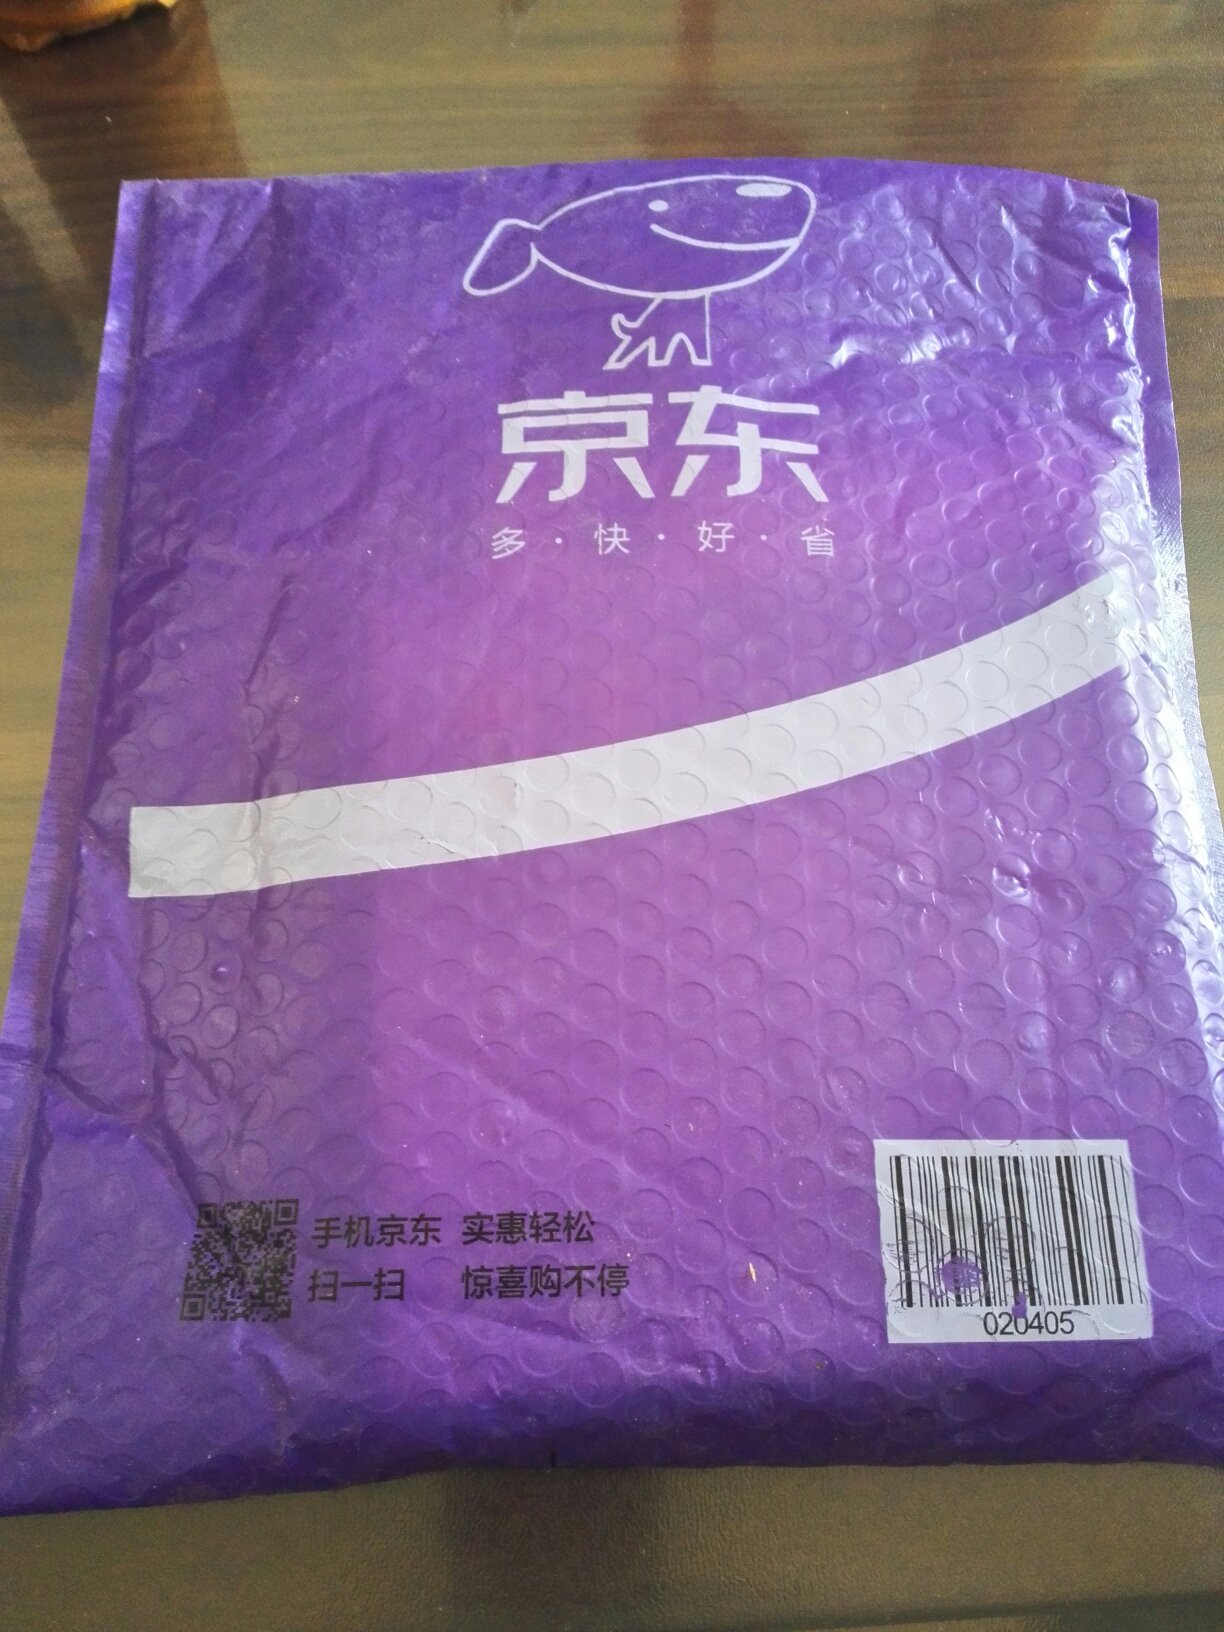 京东
多·快·好·省
手机京东 实惠轻松
扫一扫 惊喜购不停
020405